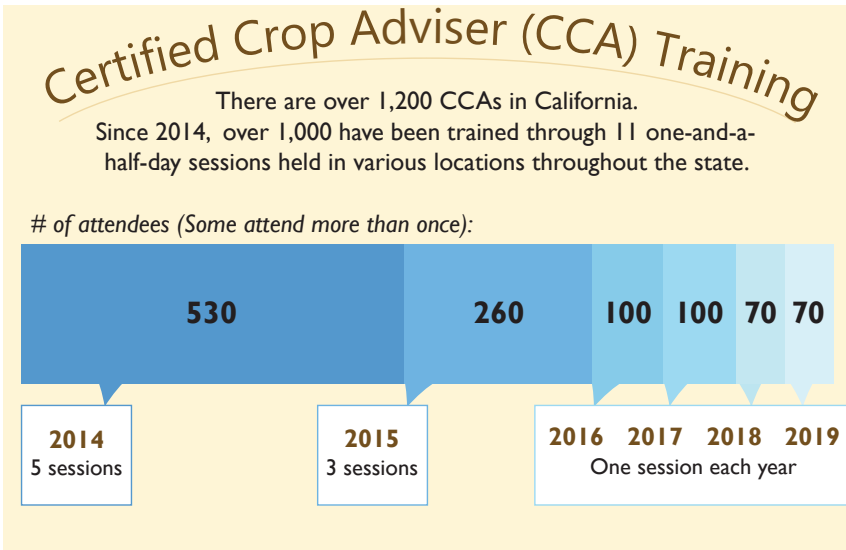 Certified Crop Adviser (CCA) Training
There are over 1,200 CCAs in California.
Since 2014, over 1,000 have been trained through 11 one-and-a-
half-day sessions held in various locations throughout the state.
# of attendees (Some attend more than once):
530 260 100 100 70 70
2014 2015 2016 2017 2018 2019
5 sessions 3 sessions One session each year